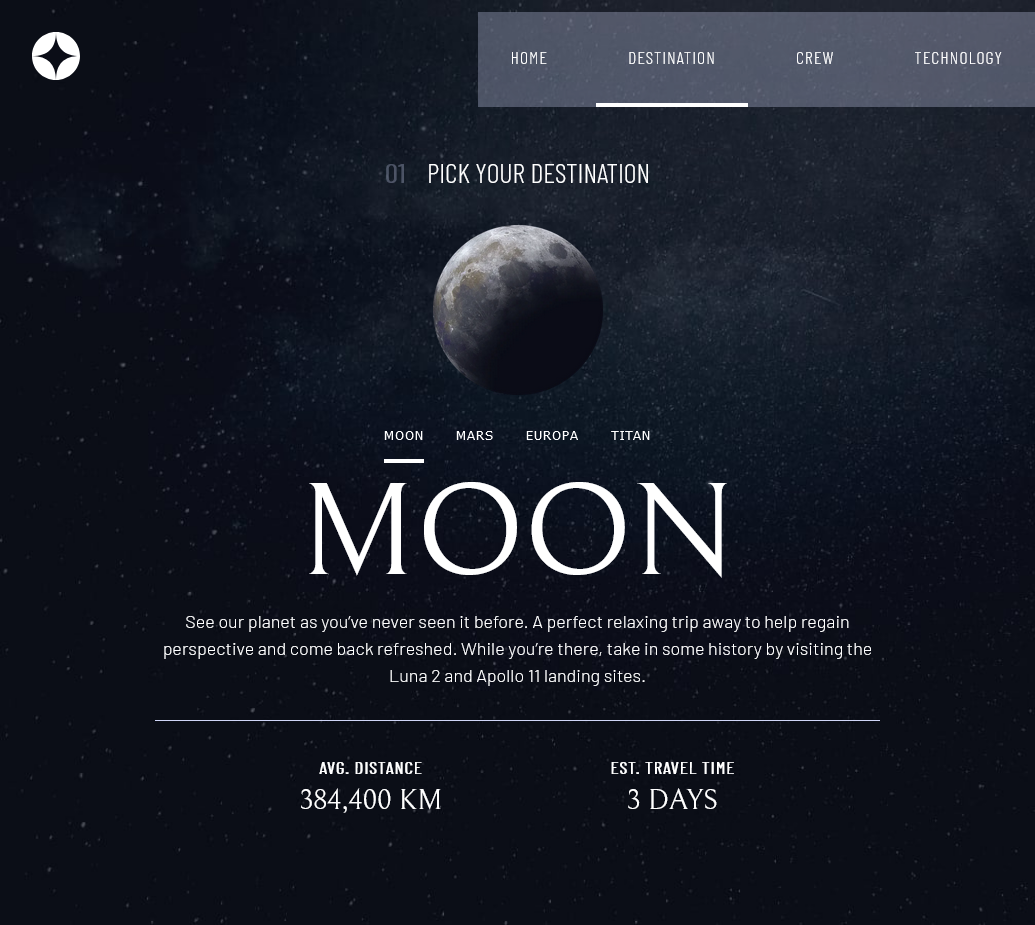 HOME DESTINATION CREW TECHNOLOGY
01 PICK YOUR DESTINATION
MOON MARS EUROPA TITAN
MOON
See our planet as you’ve never seen it before. A perfect relaxing trip away to help regain
perspective and come back refreshed. While you’re there, take in some history by visiting the
Luna 2 and Apollo 11 landing sites.
AVG. DISTANCE EST. TRAVEL TIME
384,400 KM 3 DAYS